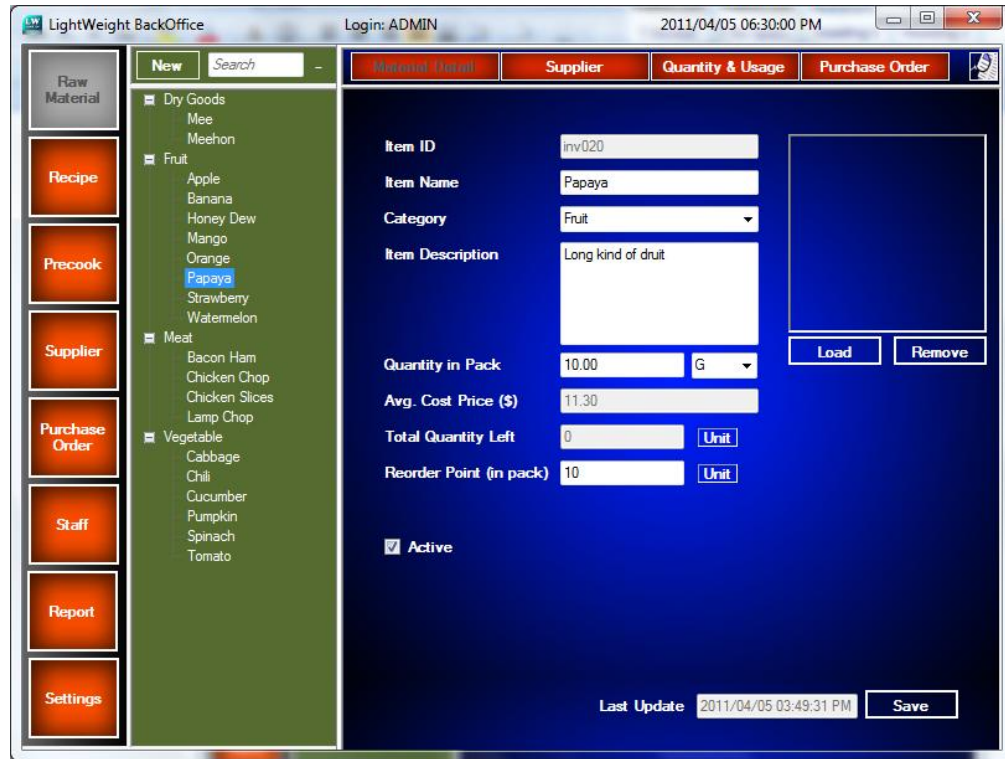 LightWeight BackOffice Login: ADMIN 2011/04/05 06:30:00 PM
Raw Material
Recipe
Precook
Supplier
Purchase Order
Staff
Report
Settings
New Search -
Dry Goods
Mee
Meehon
Fruit
Apple
Banana
Honey Dew
Mango
Orange
Papaya
Strawberry
Watermelon
Meat
Bacon Ham
Chicken Chop
Chicken Slices
Lamp Chop
Vegetable
Cabbage
Chili
Cucumber
Pumpkin
Spinach
Tomato
Material Detail Supplier Quantity & Usage Purchase Order
Item ID inv020
Item Name Papaya
Category Fruit
Item Description Long kind of druit
Load Remove
Quantity in Pack 10.00 G
Avg. Cost Price ($) 11.30
Total Quantity Left 0 Unit
Reorder Point (in pack) 10 Unit
Active
Last Update 2011/04/05 03:49:31 PM Save